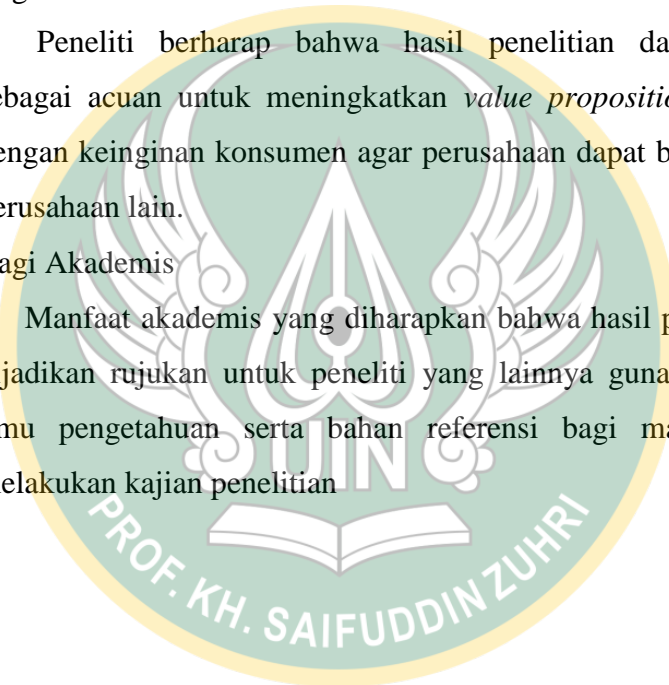 Peneliti berharap bahwa hasil penelitian da
ebagai acuan untuk meningkatkan value propositio
engan keinginan konsumen agar perusahaan dapat b
erusahaan lain.
agi Akademis
Manfaat akademis yang diharapkan bahwa hasil p
jadikan rujukan untuk peneliti yang lainnya guna
mu pengetahuan serta bahan referensi bagi ma
elakukan kajian penelitian
UIN
PROF. KH. SAIFUDDIN ZUHRI